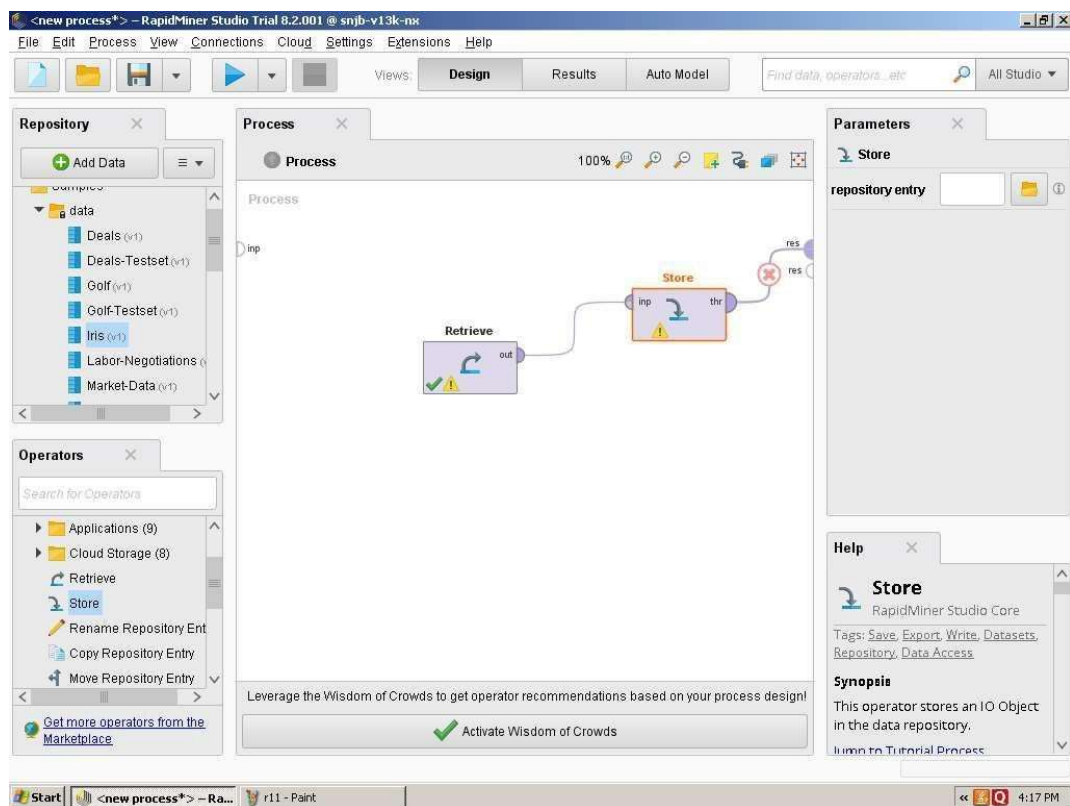 <new process*> – RapidMiner Studio Trial 8.2.001 @ snjb-v13k-nx
File Edit Process View Connections Cloud Settings Extensions Help
Views: Design Results Auto Model Find data, operators...etc All Studio
Repository
Add Data
Samples
data
Deals (v1)
Deals-Testset (v1)
Golf (v1)
Golf-Testset (v1)
Iris (v1)
Labor-Negotiations (
Market-Data (v1)
Operators
Search for Operators
Applications (9)
Cloud Storage (8)
Retrieve
Store
Rename Repository Ent
Copy Repository Entry
Move Repository Entry
Get more operators from the
Marketplace
Process
Process
100%
Process
inp
res
res
Store
inp thr
Retrieve
out
Leverage the Wisdom of Crowds to get operator recommendations based on your process design!
Activate Wisdom of Crowds
Parameters
Store
repository entry
Help
Store
RapidMiner Studio Core
Tags: Save, Export, Write, Datasets,
Repository, Data Access
Synopsis
This operator stores an IO Object
in the data repository.
Jump to Tutorial Process
Start <new process*> – Ra... r11 - Paint « 4:17 PM